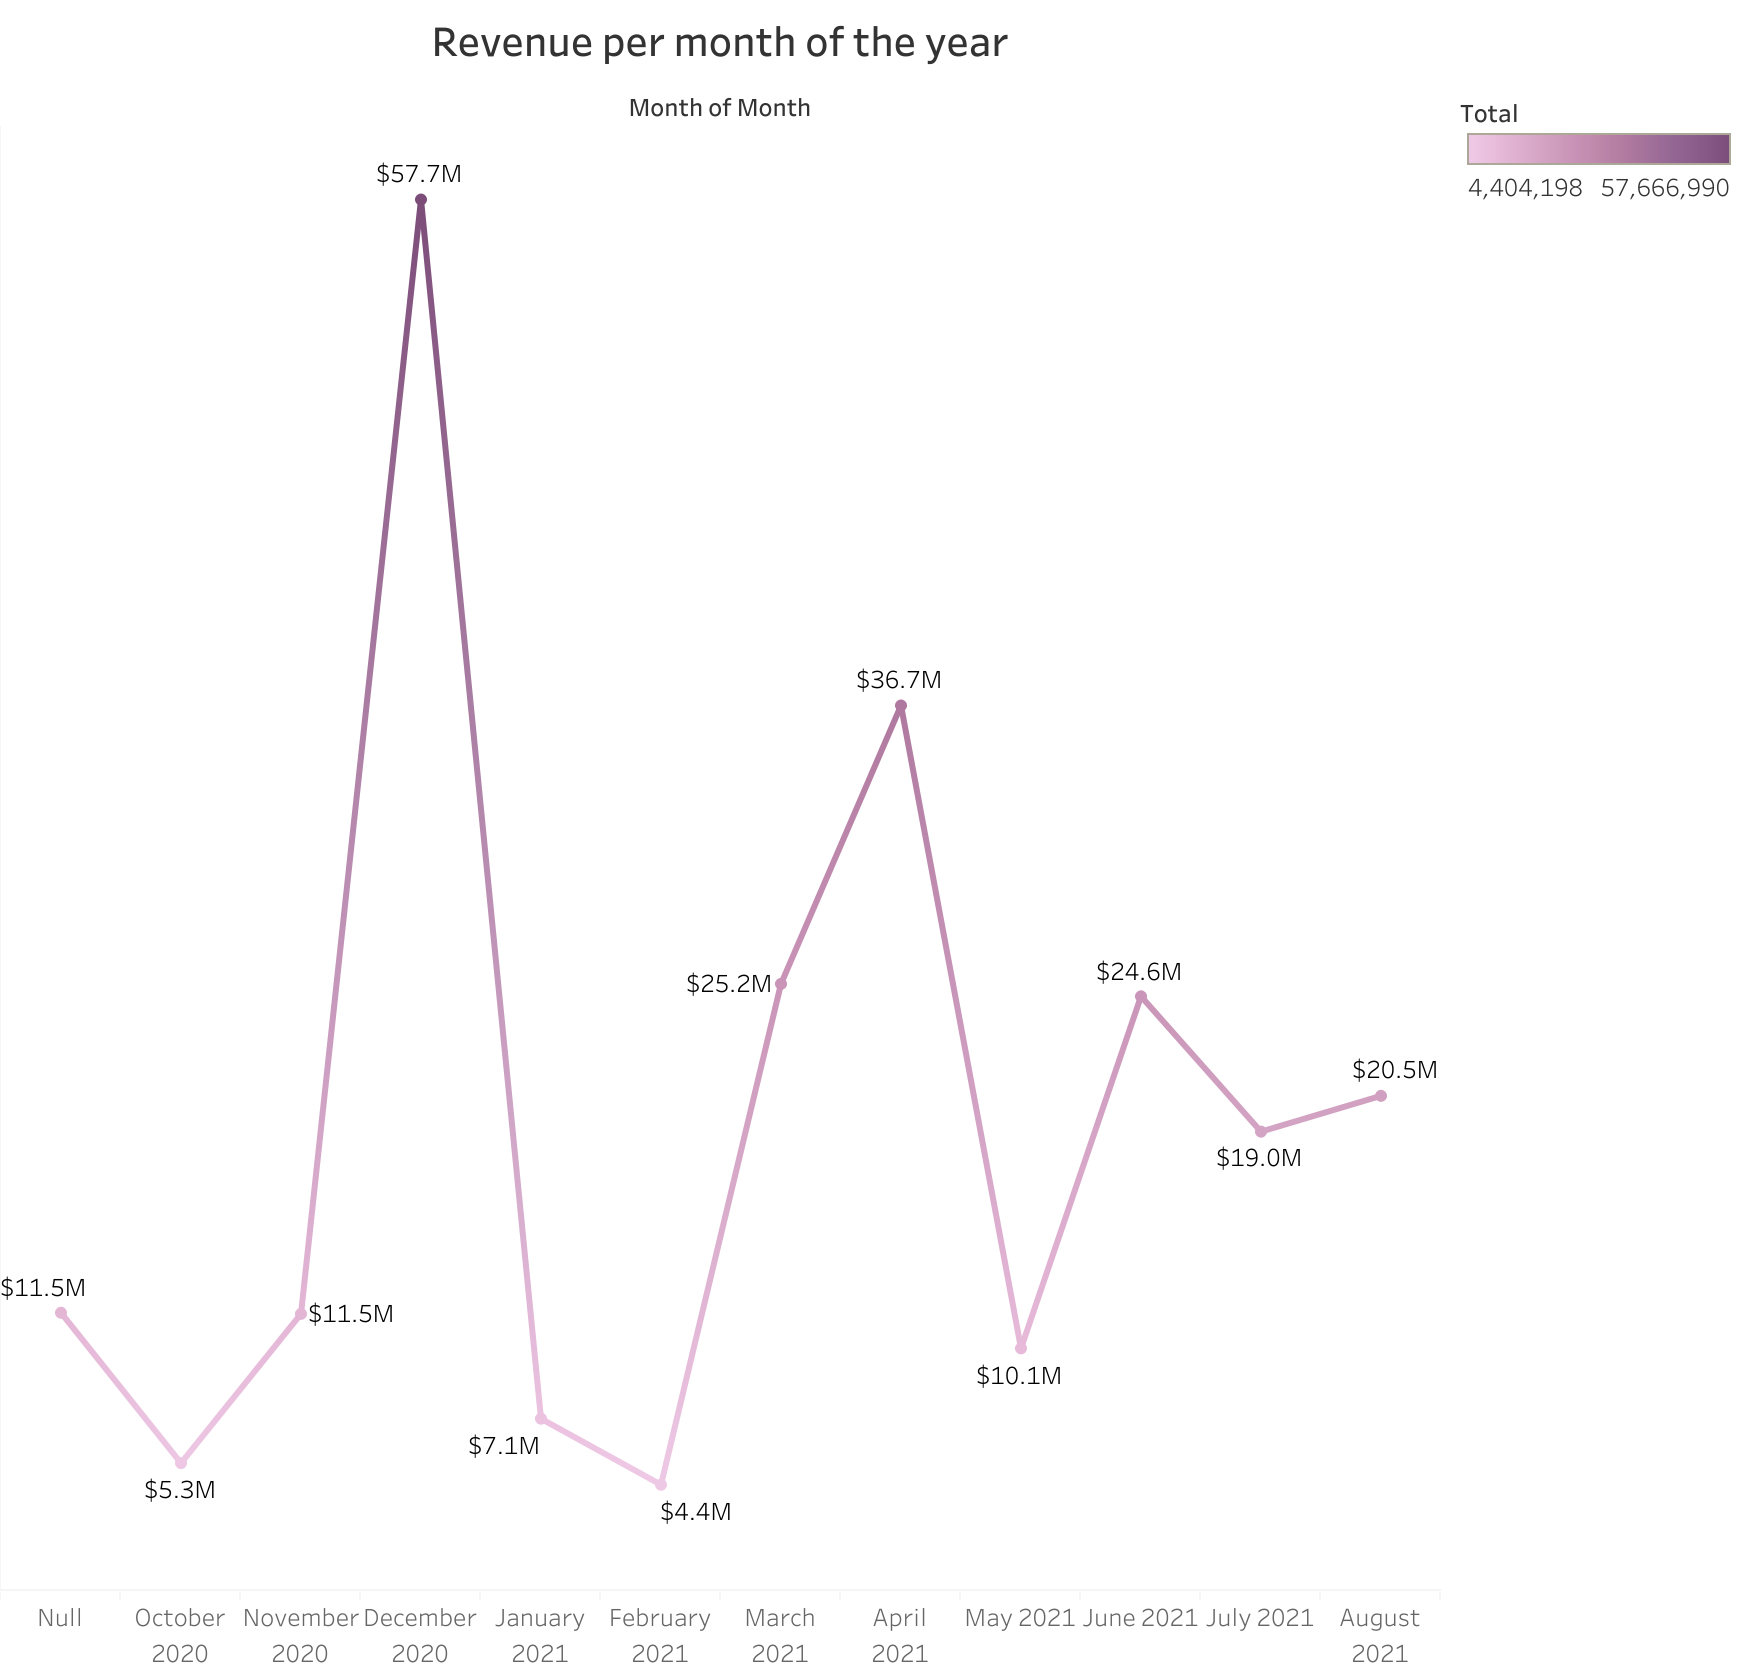 Revenue per month of the year
Month of Month
Total
4,404,198 57,666,990
$57.7M
$36.7M
$25.2M
$24.6M
$20.5M
$19.0M
$11.5M
$11.5M
$10.1M
$7.1M
$5.3M
$4.4M
Null October November December January February March April May 2021 June 2021 July 2021 August
2020 2020 2020 2021 2021 2021 2021 2021